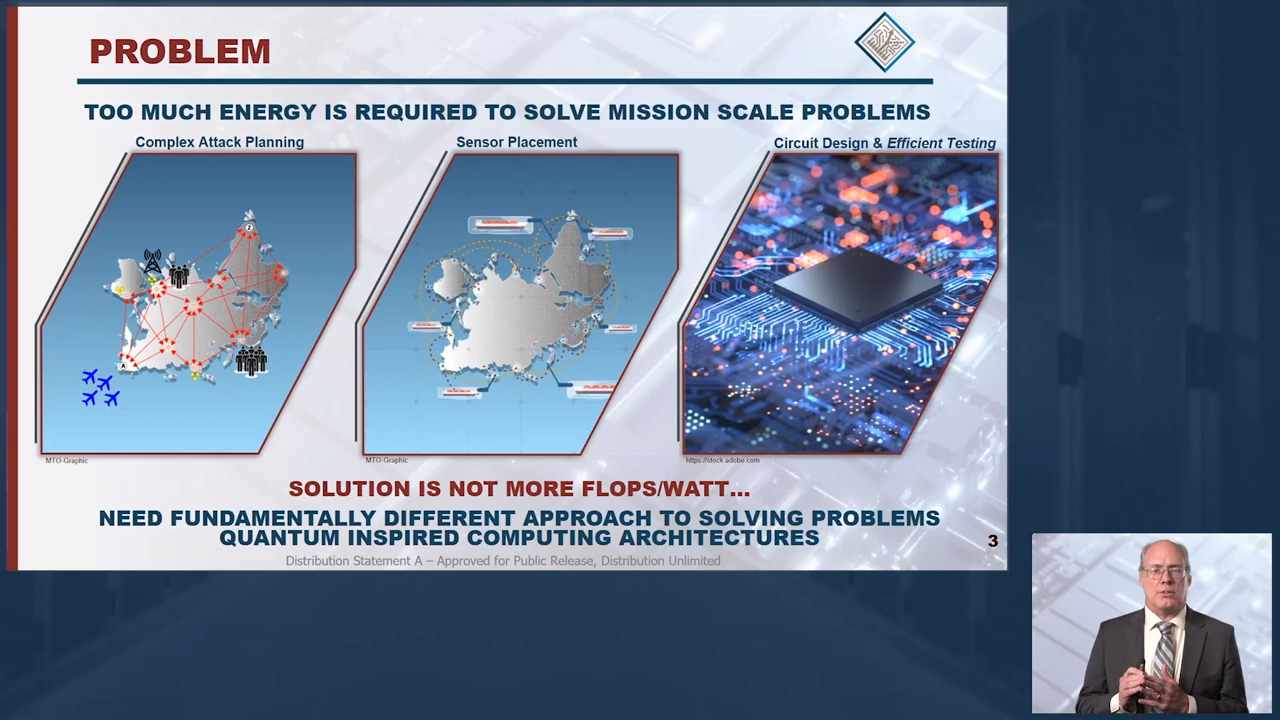 PROBLEM
TOO MUCH ENERGY IS REQUIRED TO SOLVE MISSION SCALE PROBLEMS
Complex Attack Planning
Sensor Placement
Circuit Design & Efficient Testing
Z
A
MTO-Graphic
MTO-Graphic
https://stock.adobe.com
SOLUTION IS NOT MORE FLOPS/WATT...
NEED FUNDAMENTALLY DIFFERENT APPROACH TO SOLVING PROBLEMS
QUANTUM INSPIRED COMPUTING ARCHITECTURES
3
Distribution Statement A – Approved for Public Release, Distribution Unlimited